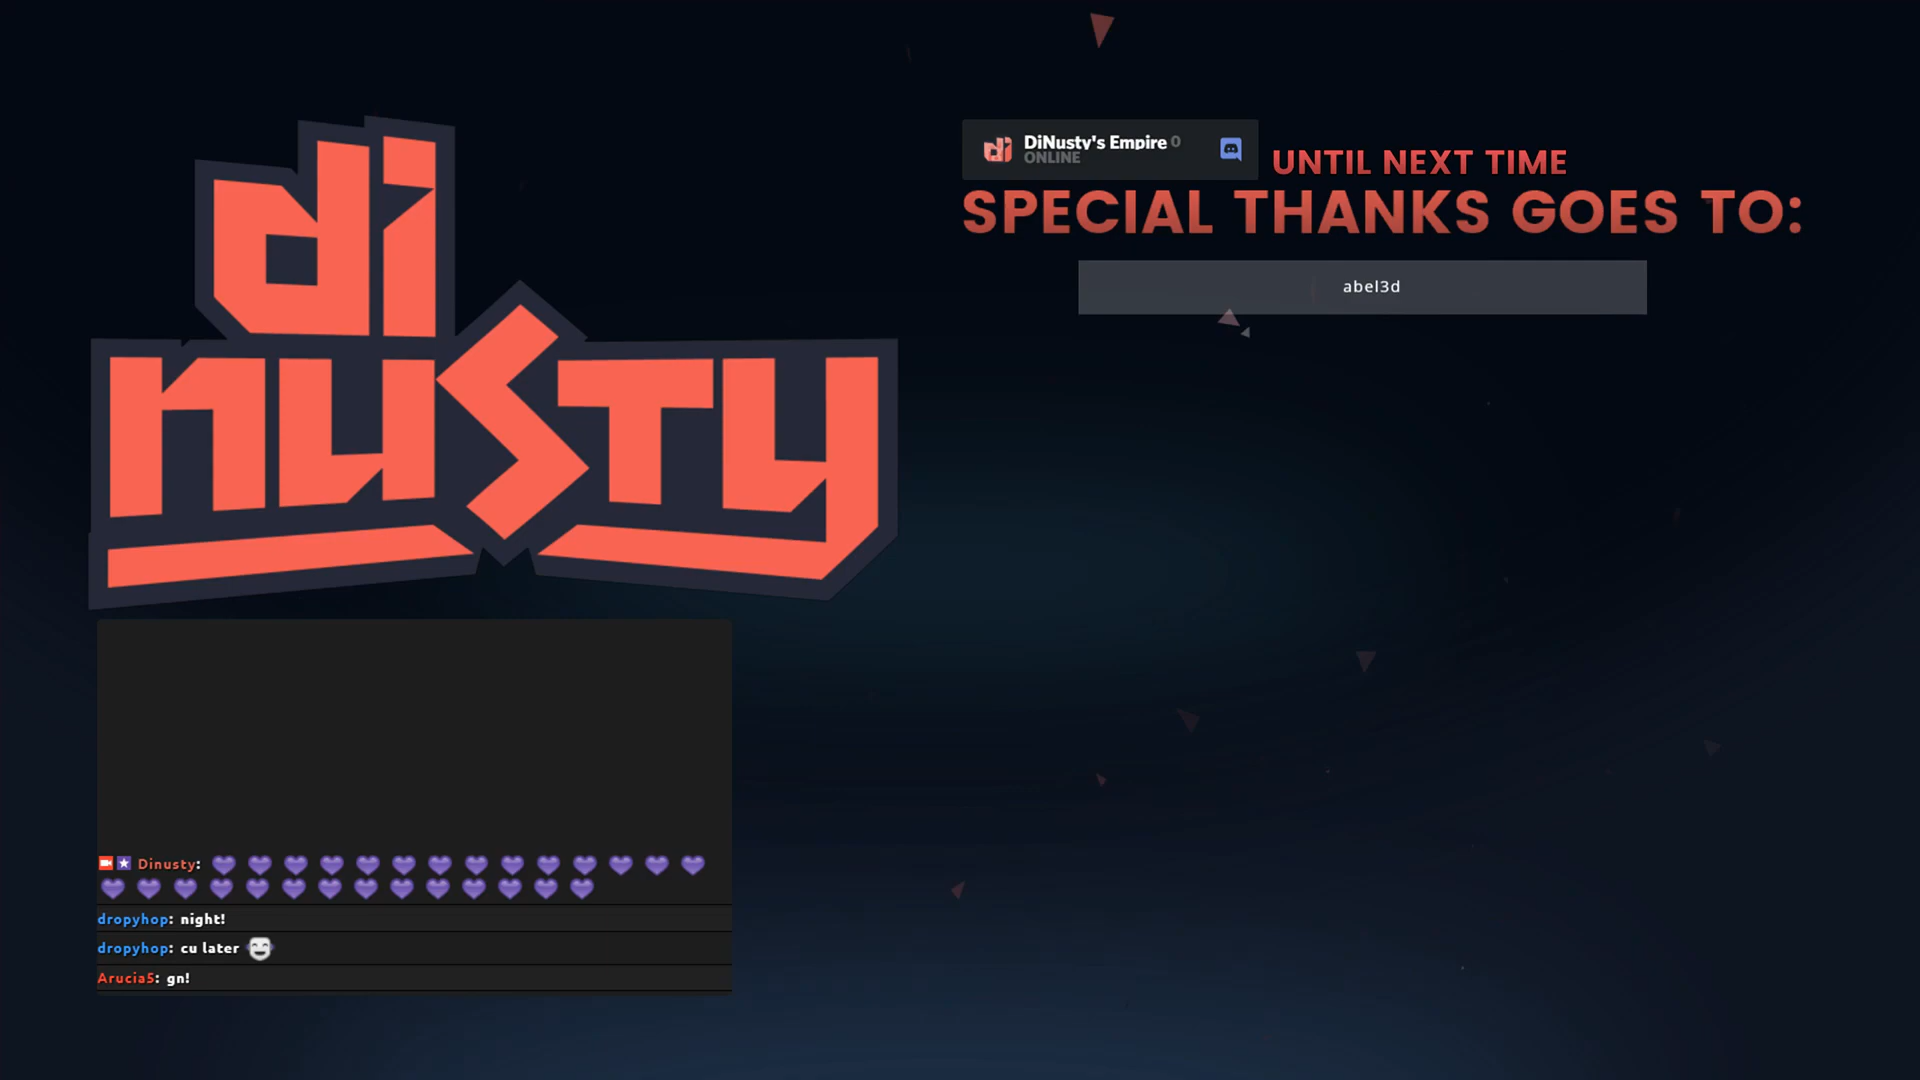 di
nusty
DiNusty's Empire 0
ONLINE
UNTIL NEXT TIME
SPECIAL THANKS GOES TO:
abel3d
Dinusty:
dropyhop: night!
dropyhop: cu later
Arucia5: gn!